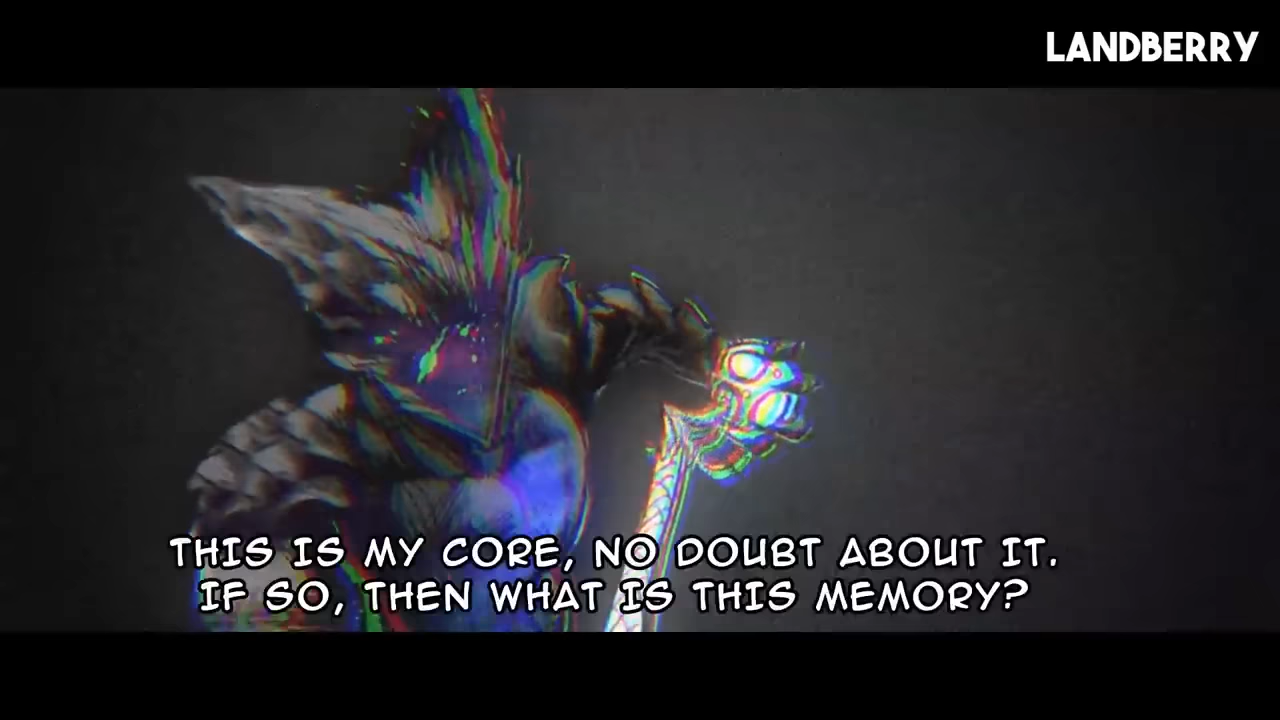 LANDBERRY
THIS IS MY CORE, NO DOUBT ABOUT IT.
IF SO, THEN WHAT IS THIS MEMORY?